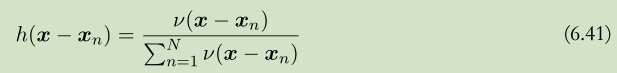 h(x − xₙ) = ν(x − xₙ) / ∑ₙ₌₁ᴺ ν(x − xₙ) (6.41)